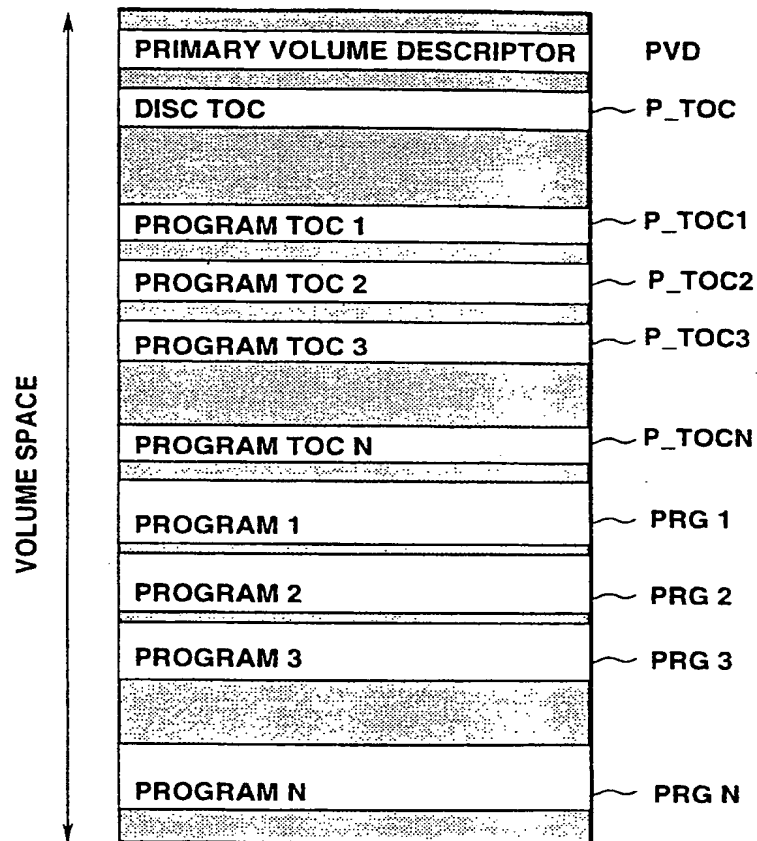 PRIMARY VOLUME DESCRIPTOR PVD
DISC TOC P_TOC
PROGRAM TOC 1 P_TOC1
PROGRAM TOC 2 P_TOC2
PROGRAM TOC 3 P_TOC3
PROGRAM TOC N P_TOCN
VOLUME SPACE
PROGRAM 1 PRG 1
PROGRAM 2 PRG 2
PROGRAM 3 PRG 3
PROGRAM N PRG N